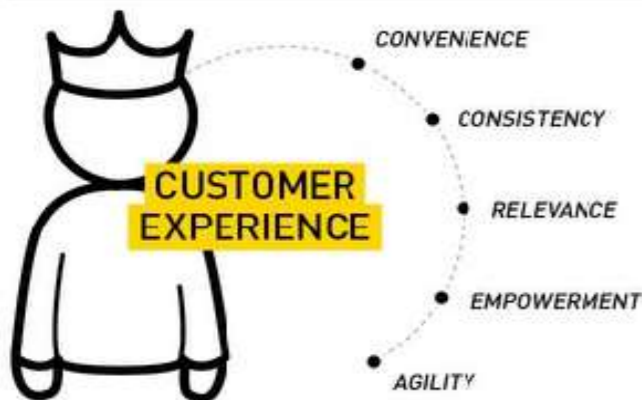 CONVENIENCE
CONSISTENCY
CUSTOMER
EXPERIENCE
RELEVANCE
EMPOWERMENT
AGILITY